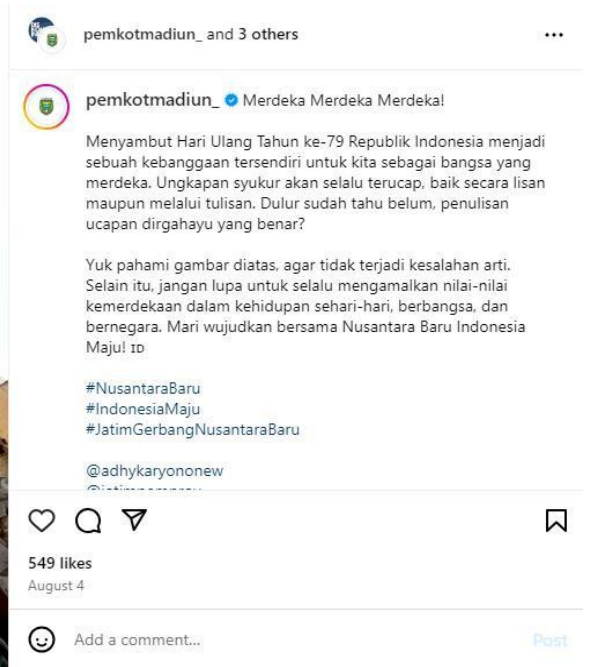 pemkotmadiun_ and 3 others
pemkotmadiun_ Merdeka Merdeka Merdeka!
Menyambut Hari Ulang Tahun ke-79 Republik Indonesia menjadi
sebuah kebanggaan tersendiri untuk kita sebagai bangsa yang
merdeka. Ungkapan syukur akan selalu terucap, baik secara lisan
maupun melalui tulisan. Dulur sudah tahu belum, penulisan
ucapan dirgahayu yang benar?
Yuk pahami gambar diatas, agar tidak terjadi kesalahan arti.
Selain itu, jangan lupa untuk selalu mengamalkan nilai-nilai
kemerdekaan dalam kehidupan sehari-hari, berbangsa, dan
bernegara. Mari wujudkan bersama Nusantara Baru Indonesia
Maju! ID
#NusantaraBaru
#IndonesiaMaju
#JatimGerbangNusantaraBaru
@adhykaryononew
549 likes
August 4
Add a comment...
Post